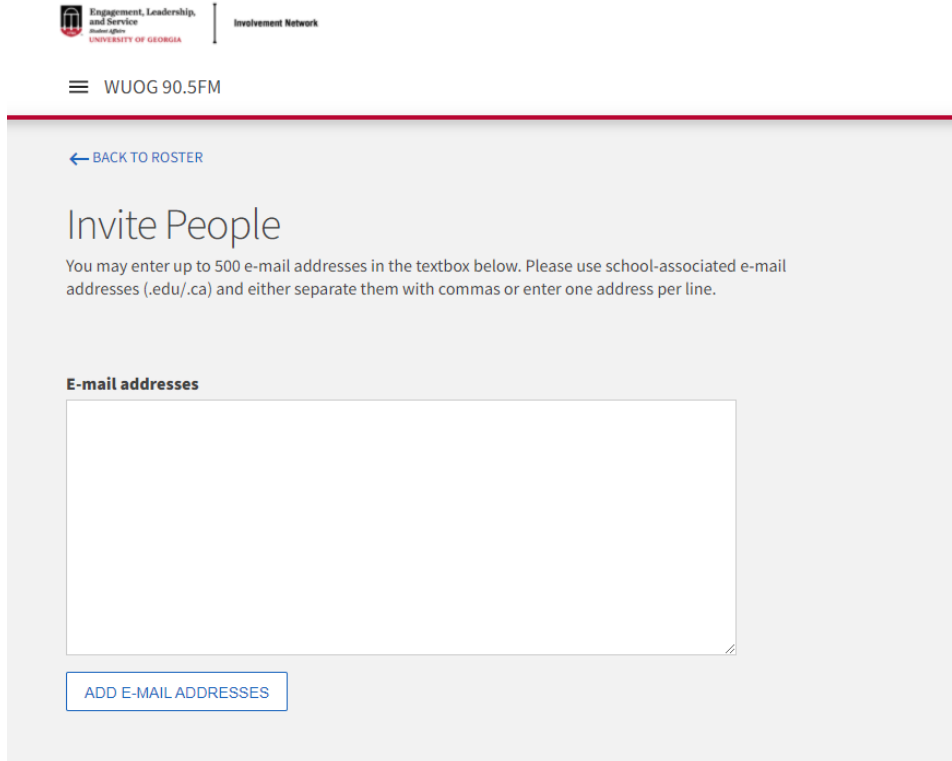 Engagement, Leadership,
and Service
Student Affairs
UNIVERSITY OF GEORGIA
Involvement Network
WUOG 90.5FM
BACK TO ROSTER
Invite People
You may enter up to 500 e-mail addresses in the textbox below. Please use school-associated e-mail
addresses (.edu/.ca) and either separate them with commas or enter one address per line.
E-mail addresses
ADD E-MAIL ADDRESSES